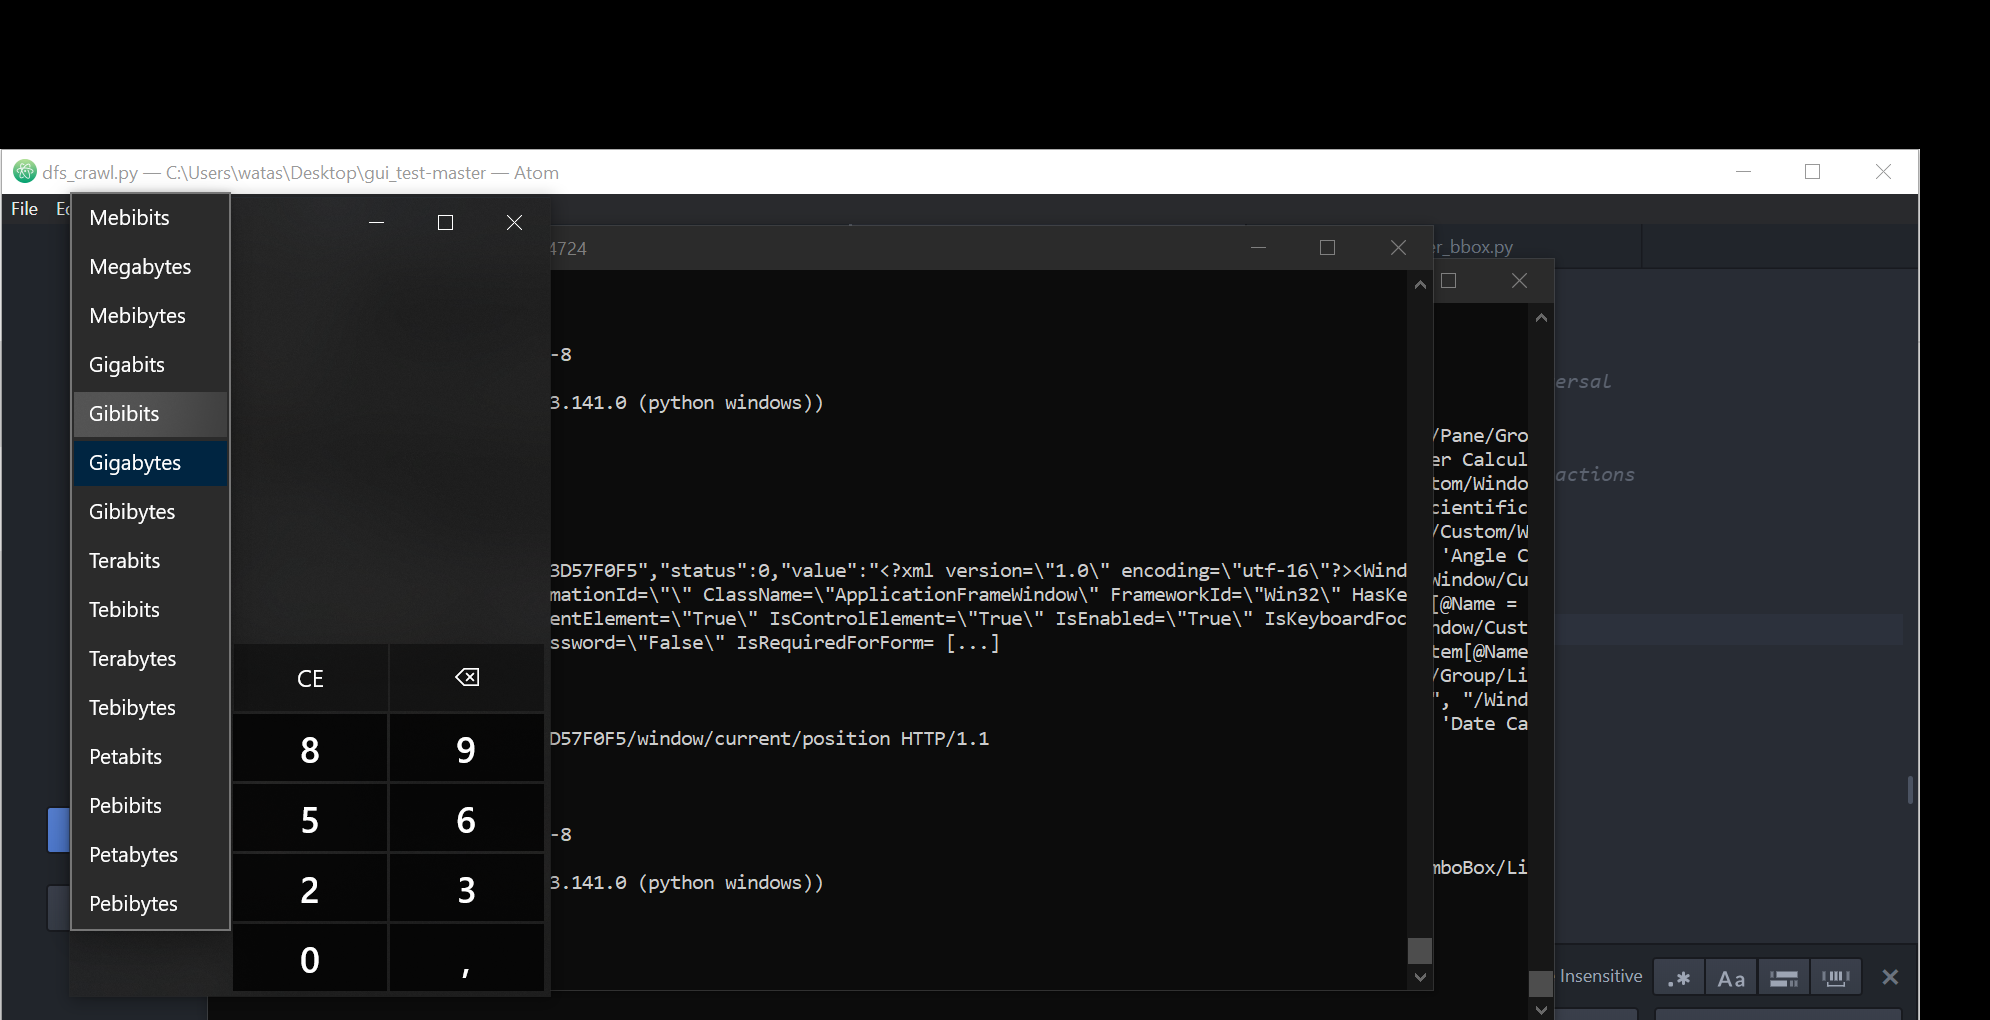 dfs_crawl.py — C:\Users\watas\Desktop\gui_test-master — Atom
File
Mebibits
Megabytes
Mebibytes
Gigabits
Gibibits
Gigabytes
Gibibytes
Terabits
Tebibits
Terabytes
Tebibytes
Petabits
Pebibits
Petabytes
Pebibytes
CE
8 9
5 6
2 3
0 ,
4724
-8
3.141.0 (python windows))
3D57F0F5","status":0,"value":"<?xml version=\"1.0\" encoding=\"utf-16\"?><Wind
mationId=\"\" ClassName=\"ApplicationFrameWindow\" FrameworkId=\"Win32\" HasKe
entElement=\"True\" IsControlElement=\"True\" IsEnabled=\"True\" IsKeyboardFoc
ssword=\"False\" IsRequiredForForm= [...]
D57F0F5/window/current/position HTTP/1.1
-8
3.141.0 (python windows))
er_bbox.py
/Pane/Gro
er Calcul
tom/Windo
cientific
/Custom/W
'Angle C
Window/Cu
[@Name =
ndow/Cust
tem[@Name
/Group/Li
", "/Wind
'Date Ca
mboBox/Li
ersal
actions
Insensitive
.* Aa